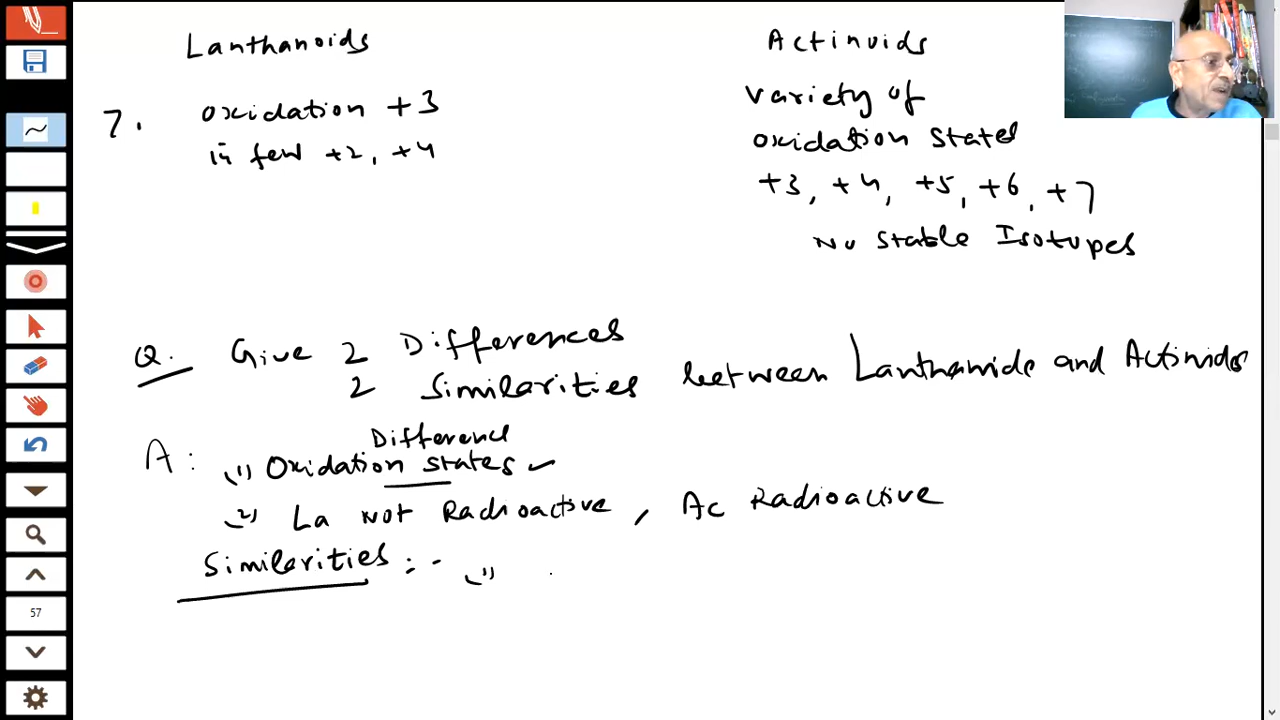 Lanthanoids Actinoids
7. oxidation +3
in few +2, +4
variety of
oxidation states
+3, +4, +5, +6, +7
No stable Isotopes
Q. Give 2 Differences
2 Similarities between Lanthanide and Actinides
A: Difference
(1) Oxidation states
(2) La not Radioactive, Ac Radioactive
Similarities :- (1)
57